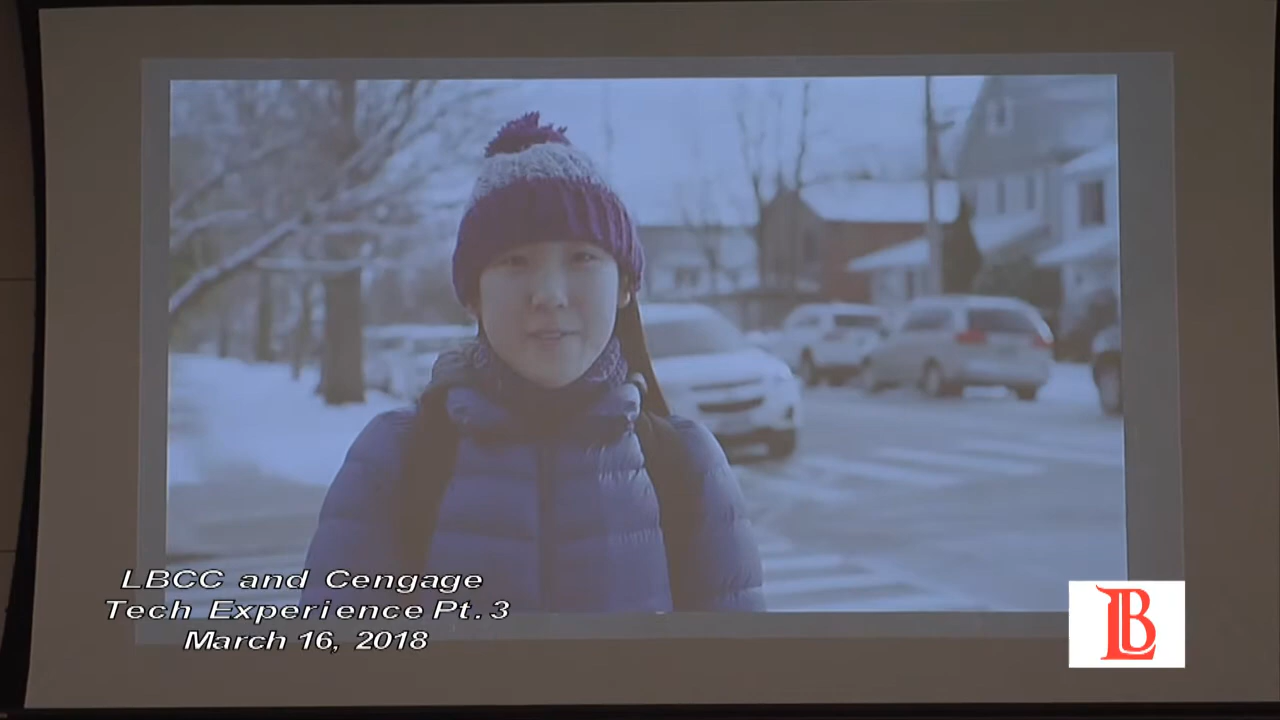 LBCC and Cengage
Tech Experience Pt. 3
March 16, 2018
LB